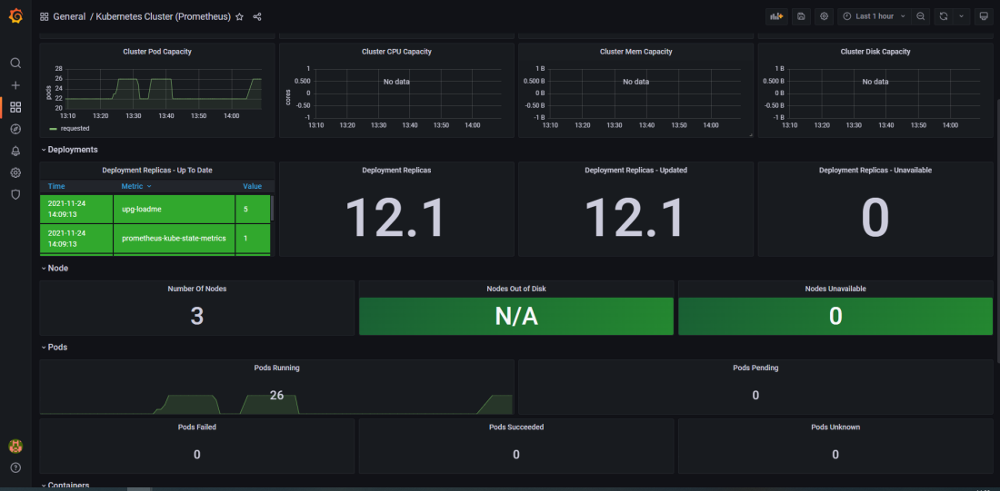 General / Kubernetes Cluster (Prometheus)
Last 1 hour
Cluster Pod Capacity
28
26
24
22
20
pods
13:10 13:20 13:30 13:40 13:50 14:00
requested
Cluster CPU Capacity
1
0.500
0
-0.50
-1
cores
No data
13:10 13:20 13:30 13:40 13:50 14:00
Cluster Mem Capacity
1 B
0.500 B
0 B
-0.50 B
-1 B
No data
13:10 13:20 13:30 13:40 13:50 14:00
Cluster Disk Capacity
1 B
0.500 B
0 B
-0.50 B
-1 B
No data
13:10 13:20 13:30 13:40 13:50 14:00
Deployments
Deployment Replicas - Up To Date
Time Metric Value
2021-11-24
14:09:13
upg-loadme
5
2021-11-24
14:09:13
prometheus-kube-state-metrics
1
Deployment Replicas
12.1
Deployment Replicas - Updated
12.1
Deployment Replicas - Unavailable
0
Node
Number Of Nodes
3
Nodes Out of Disk
N/A
Nodes Unavailable
0
Pods
Pods Running
26
Pods Pending
0
Pods Failed
0
Pods Succeeded
0
Pods Unknown
0
Containers